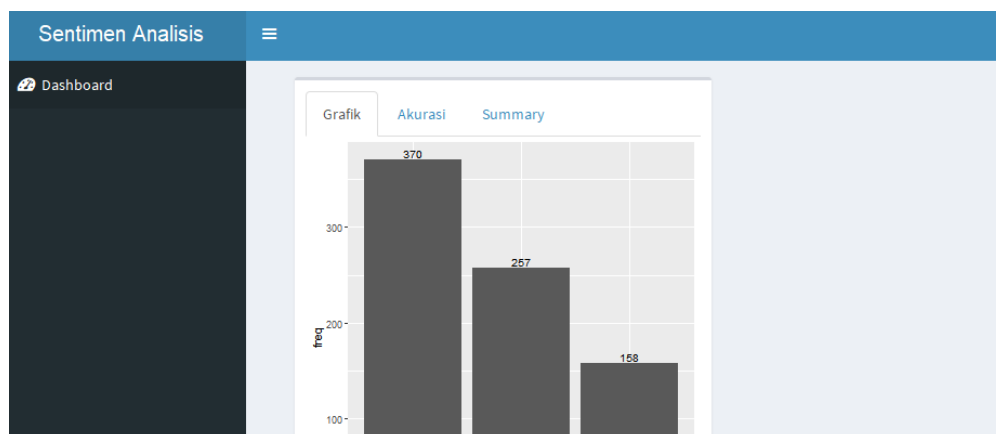 Sentimen Analisis
Dashboard
Grafik Akurasi Summary
370
300
257
200
freq
158
100